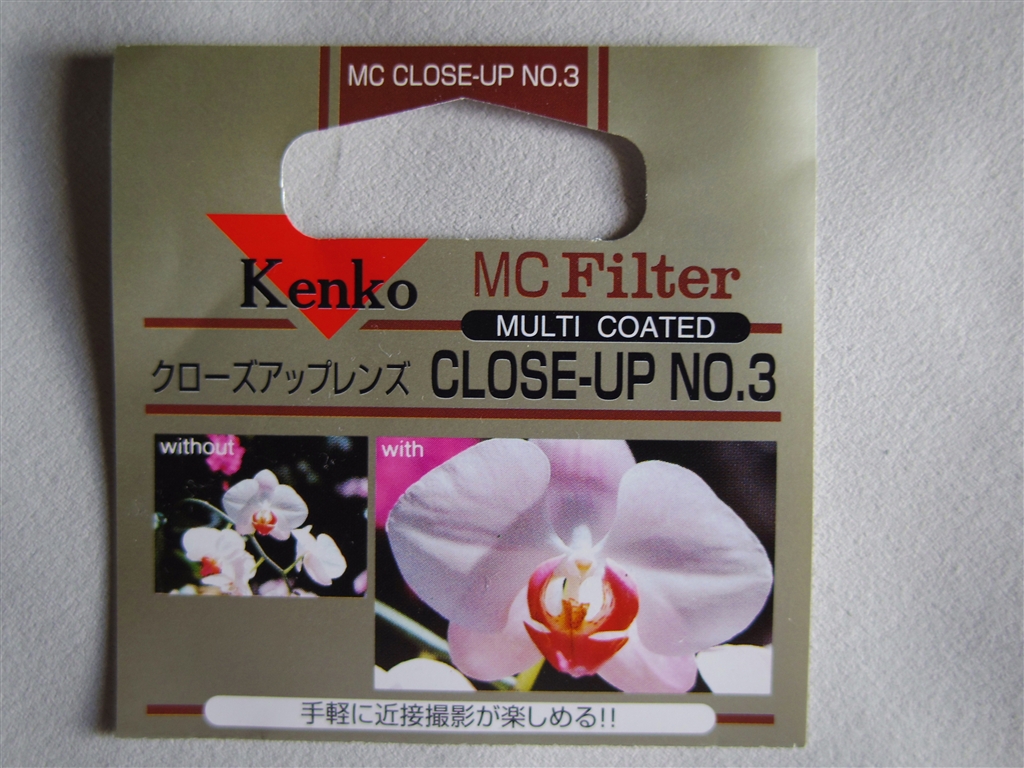 MC CLOSE-UP NO.3
Kenko
MC Filter
MULTI COATED
クローズアップレンズ CLOSE-UP NO.3
without
with
手軽に近接撮影が楽しめる!!